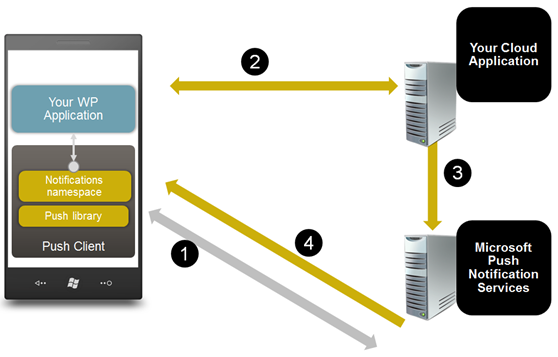 Your WP
Application
Notifications
namespace
Push library
Push Client
2
Your Cloud
Application
3
1
4
Microsoft
Push
Notification
Services